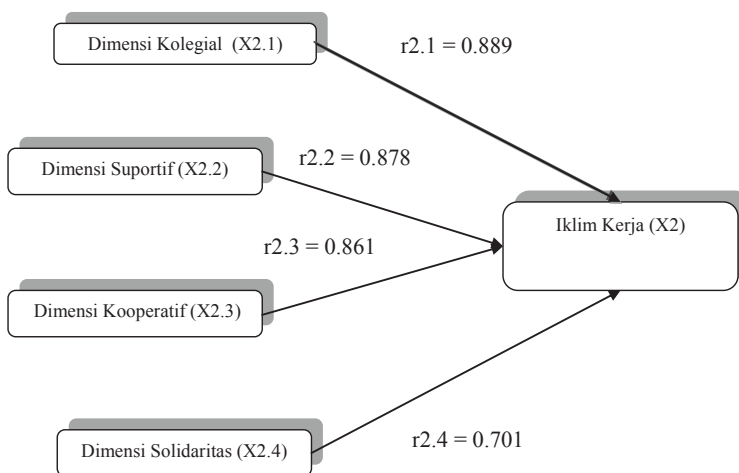 Dimensi Kolegial (X2.1)
r2.1 = 0.889
Dimensi Suportif (X2.2)
r2.2 = 0.878
Iklim Kerja (X2)
r2.3 = 0.861
Dimensi Kooperatif (X2.3)
Dimensi Solidaritas (X2.4)
r2.4 = 0.701